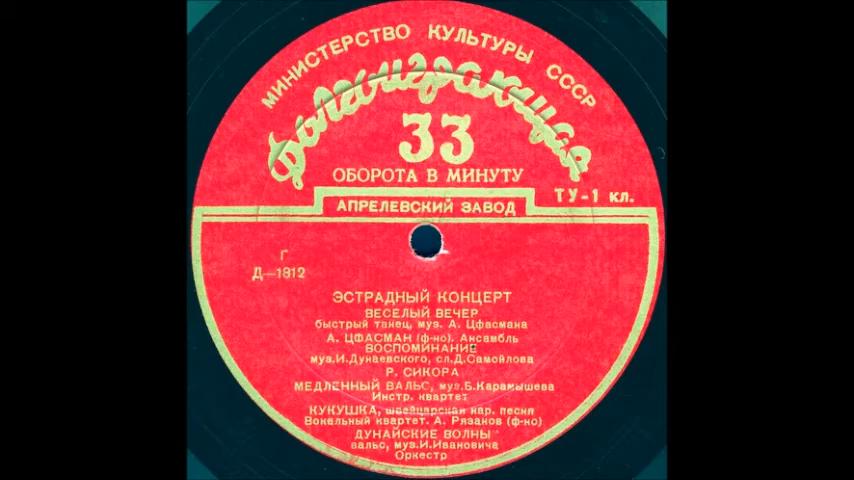 МИНИСТЕРСТВО КУЛЬТУРЫ СССР
Долгоиграющая
33
ОБОРОТА В МИНУТУ
ТУ-1 кл.
АПРЕЛЕВСКИЙ ЗАВОД
Г
Д—1812
ЭСТРАДНЫЙ КОНЦЕРТ
ВЕСЕЛЫЙ ВЕЧЕР
быстрый танец, муз. А. Цфасмана
А. ЦФАСМАН (ф-но). Ансамбль
ВОСПОМИНАНИЕ
муз.И.Дунаевского, сл.Д.Самойлова
Р. СИКОРА
МЕДЛЕННЫЙ ВАЛЬС, муз.Б.Карамышева
Инстр. квартет
КУКУШКА, швейцарская нар. песня
Вокельный квартет. А. Рязанов (ф-но)
ДУНАЙСКИЕ ВОЛНЫ
вальс, муз.И.Ивановича
Оркестр